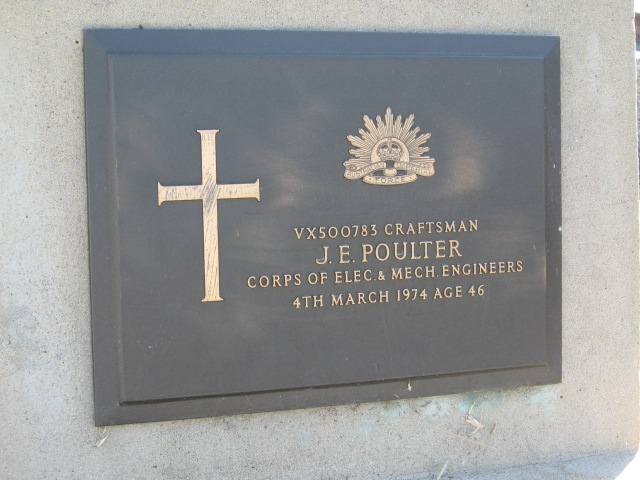 VX500783 CRAFTSMAN
J. E. POULTER
CORPS OF ELEC. & MECH. ENGINEERS
4TH MARCH 1974 AGE 46